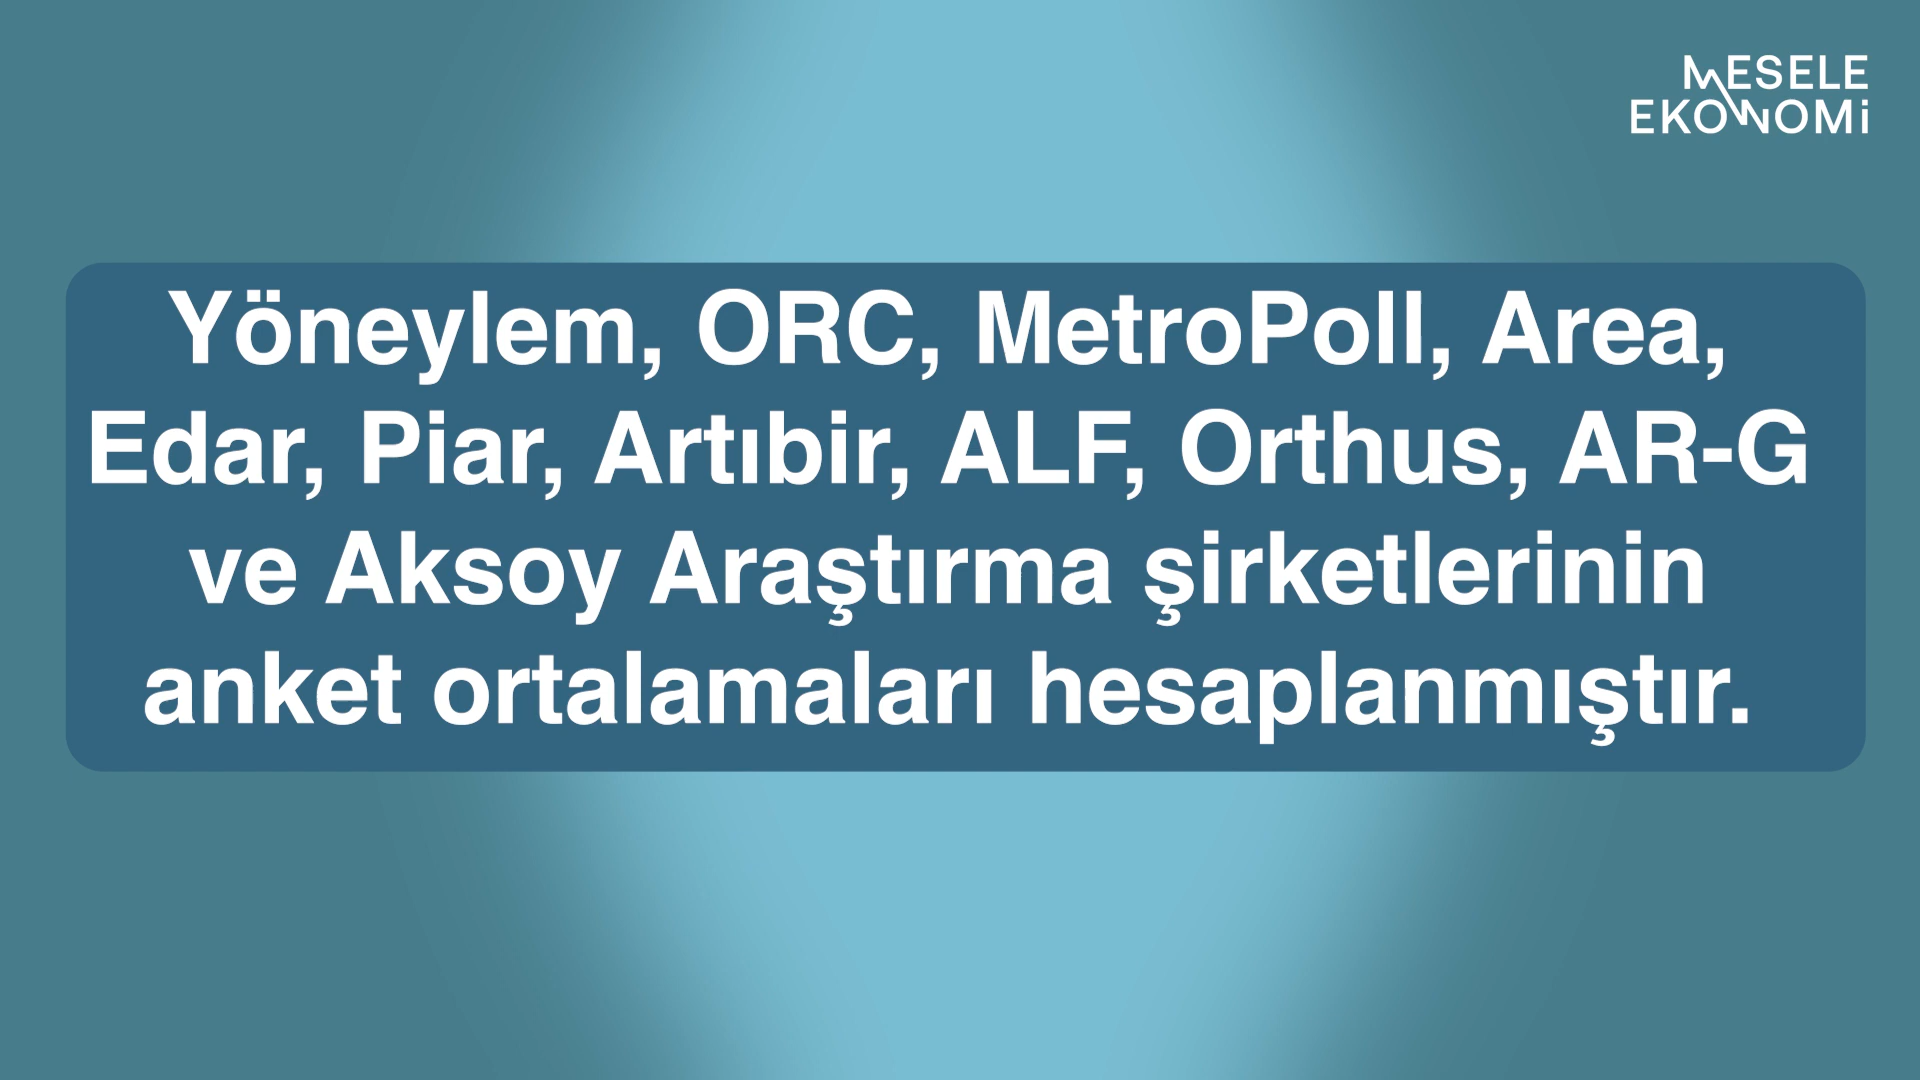 MESELE
EKONOMİ
Yöneylem, ORC, MetroPoll, Area,
Edar, Piar, Artıbir, ALF, Orthus, AR-G
ve Aksoy Araştırma şirketlerinin
anket ortalamaları hesaplanmıştır.